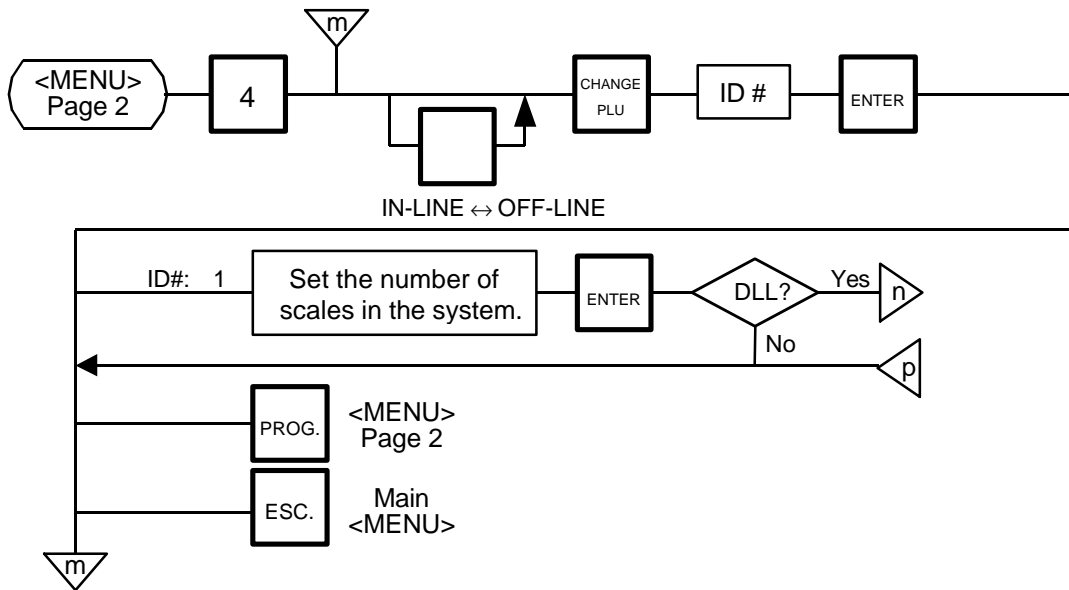 m
<MENU>
Page 2
4
CHANGE
PLU
ID #
ENTER
IN-LINE ↔ OFF-LINE
ID#: 1
Set the number of
scales in the system.
ENTER
DLL?
Yes
n
No
p
PROG.
<MENU>
Page 2
ESC.
Main
<MENU>
m